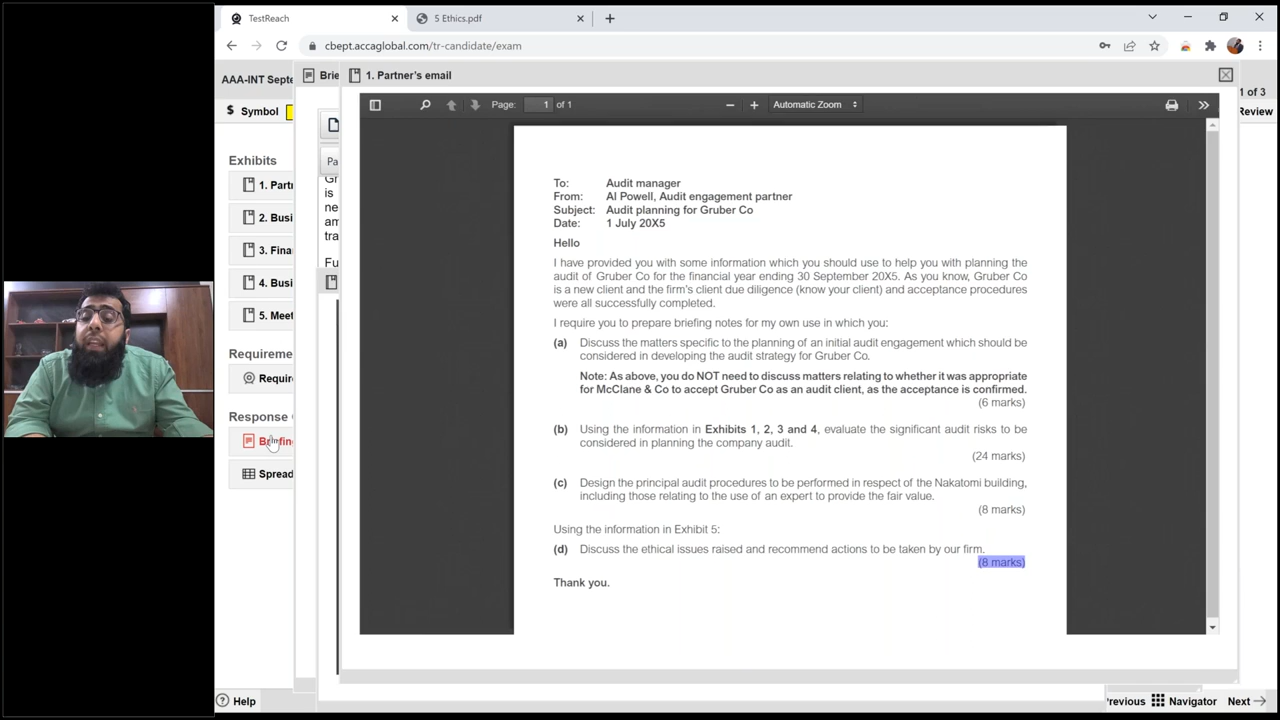 TestReach
5 Ethics.pdf
cbept.accaglobal.com/tr-candidate/exam
AAA-INT Septe
Brie
1. Partner's email
1 of 3
$ Symbol
Page: 1 of 1
Automatic Zoom
Review
Exhibits
1. Partr
2. Busi
3. Finar
4. Busi
5. Meet
Requireme
Require
Response
Briefin
Spread
Pa
Gr
is
ne
am
tra
Fu
To: Audit manager
From: Al Powell, Audit engagement partner
Subject: Audit planning for Gruber Co
Date: 1 July 20X5
Hello
I have provided you with some information which you should use to help you with planning the
audit of Gruber Co for the financial year ending 30 September 20X5. As you know, Gruber Co
is a new client and the firm's client due diligence (know your client) and acceptance procedures
were all successfully completed.
I require you to prepare briefing notes for my own use in which you:
(a) Discuss the matters specific to the planning of an initial audit engagement which should be
considered in developing the audit strategy for Gruber Co.
Note: As above, you do NOT need to discuss matters relating to whether it was appropriate
for McClane & Co to accept Gruber Co as an audit client, as the acceptance is confirmed.
(6 marks)
(b) Using the information in Exhibits 1, 2, 3 and 4, evaluate the significant audit risks to be
considered in planning the company audit.
(24 marks)
(c) Design the principal audit procedures to be performed in respect of the Nakatomi building,
including those relating to the use of an expert to provide the fair value.
(8 marks)
Using the information in Exhibit 5:
(d) Discuss the ethical issues raised and recommend actions to be taken by our firm.
(8 marks)
Thank you.
Help
revious
Navigator
Next